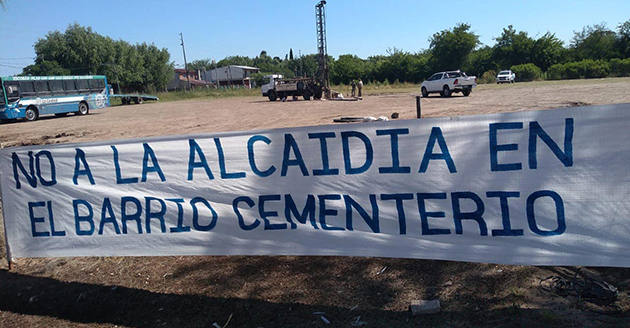 NO A LA ALCAIDIA EN
EL BARRIO CEMENTERIO